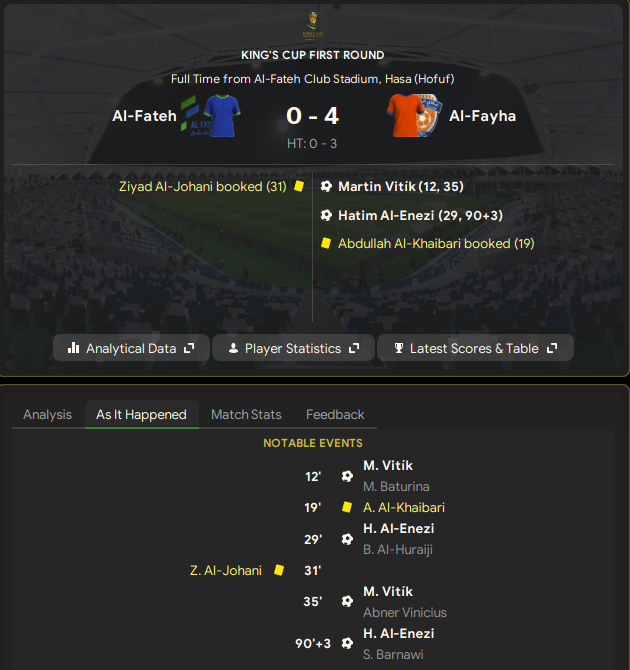 KING'S CUP FIRST ROUND
Full Time from Al-Fateh Club Stadium, Hasa (Hofuf)
Al-Fateh 0 - 4 Al-Fayha
HT: 0 - 3
Ziyad Al-Johani booked (31) Martin Vitík (12, 35)
Hatim Al-Enezi (29, 90+3)
Abdullah Al-Khaibari booked (19)
Analytical Data Player Statistics Latest Scores & Table
Analysis As It Happened Match Stats Feedback
NOTABLE EVENTS
12' M. Vitík
M. Baturina
19' A. Al-Khaibari
29' H. Al-Enezi
B. Al-Huraiji
Z. Al-Johani 31'
35' M. Vitík
Abner Vinicius
90'+3 H. Al-Enezi
S. Barnawi